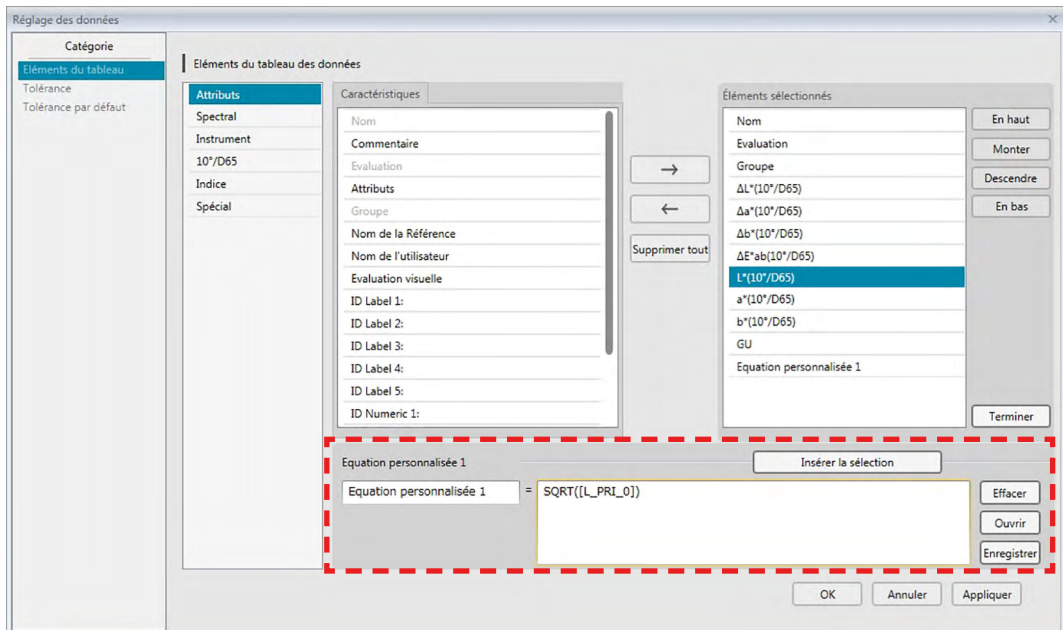 Réglage des données
Catégorie
Eléments du tableau
Tolérance
Tolérance par défaut
Eléments du tableau des données
Attributs
Spectral
Instrument
10°/D65
Indice
Spécial
Caractéristiques
Nom
Commentaire
Evaluation
Attributs
Groupe
Nom de la Référence
Nom de l'utilisateur
Evaluation visuelle
ID Label 1:
ID Label 2:
ID Label 3:
ID Label 4:
ID Label 5:
ID Numeric 1:
→
←
Supprimer tout
Éléments sélectionnés
Nom
Evaluation
Groupe
ΔL*(10°/D65)
Δa*(10°/D65)
Δb*(10°/D65)
ΔE*ab(10°/D65)
L*(10°/D65)
a*(10°/D65)
b*(10°/D65)
GU
Equation personnalisée 1
En haut
Monter
Descendre
En bas
Terminer
Equation personnalisée 1
Insérer la sélection
Equation personnalisée 1 = SQRT([L_PRI_0])
Effacer
Ouvrir
Enregistrer
OK Annuler Appliquer